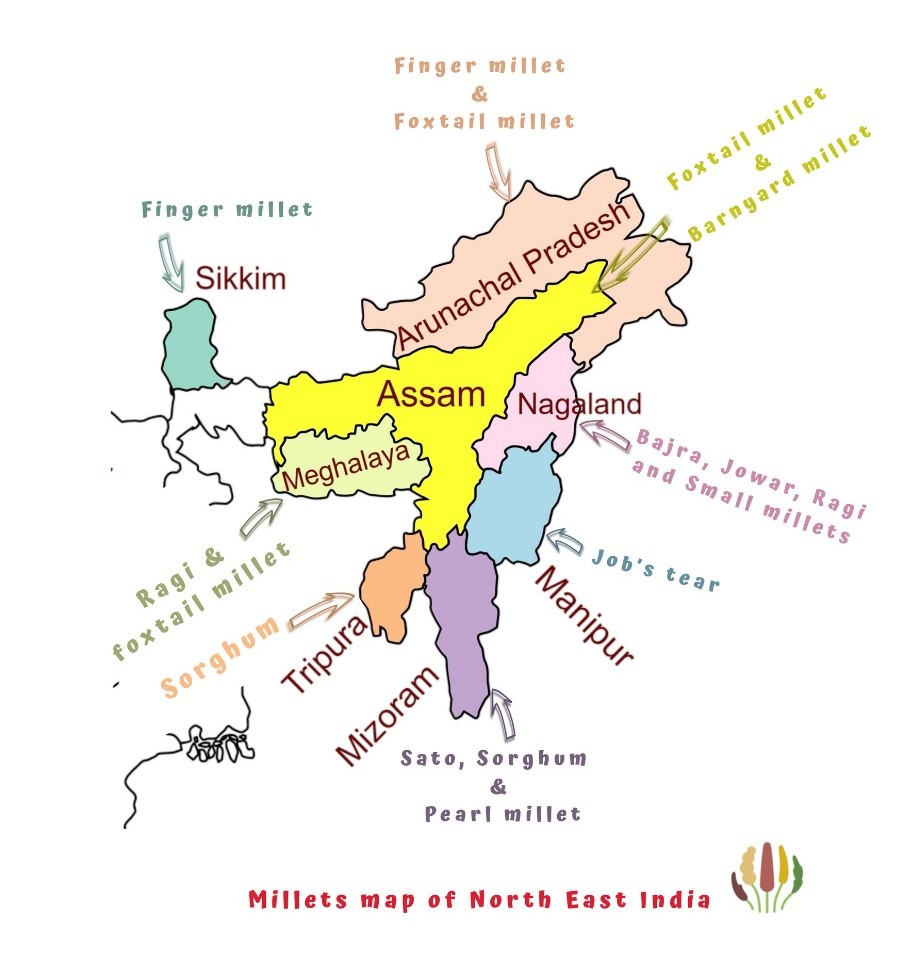 Finger millet
&
Foxtail millet
Foxtail millet
&
Barnyard millet
Finger millet
Sikkim
Arunachal Pradesh
Assam
Nagaland
Meghalaya
Bajra, Jowar, Ragi
and Small millets
Ragi &
foxtail millet
Job's tear
Manipur
Sorghum
Tripura
Mizoram
Sato, Sorghum
&
Pearl millet
Millets map of North East India